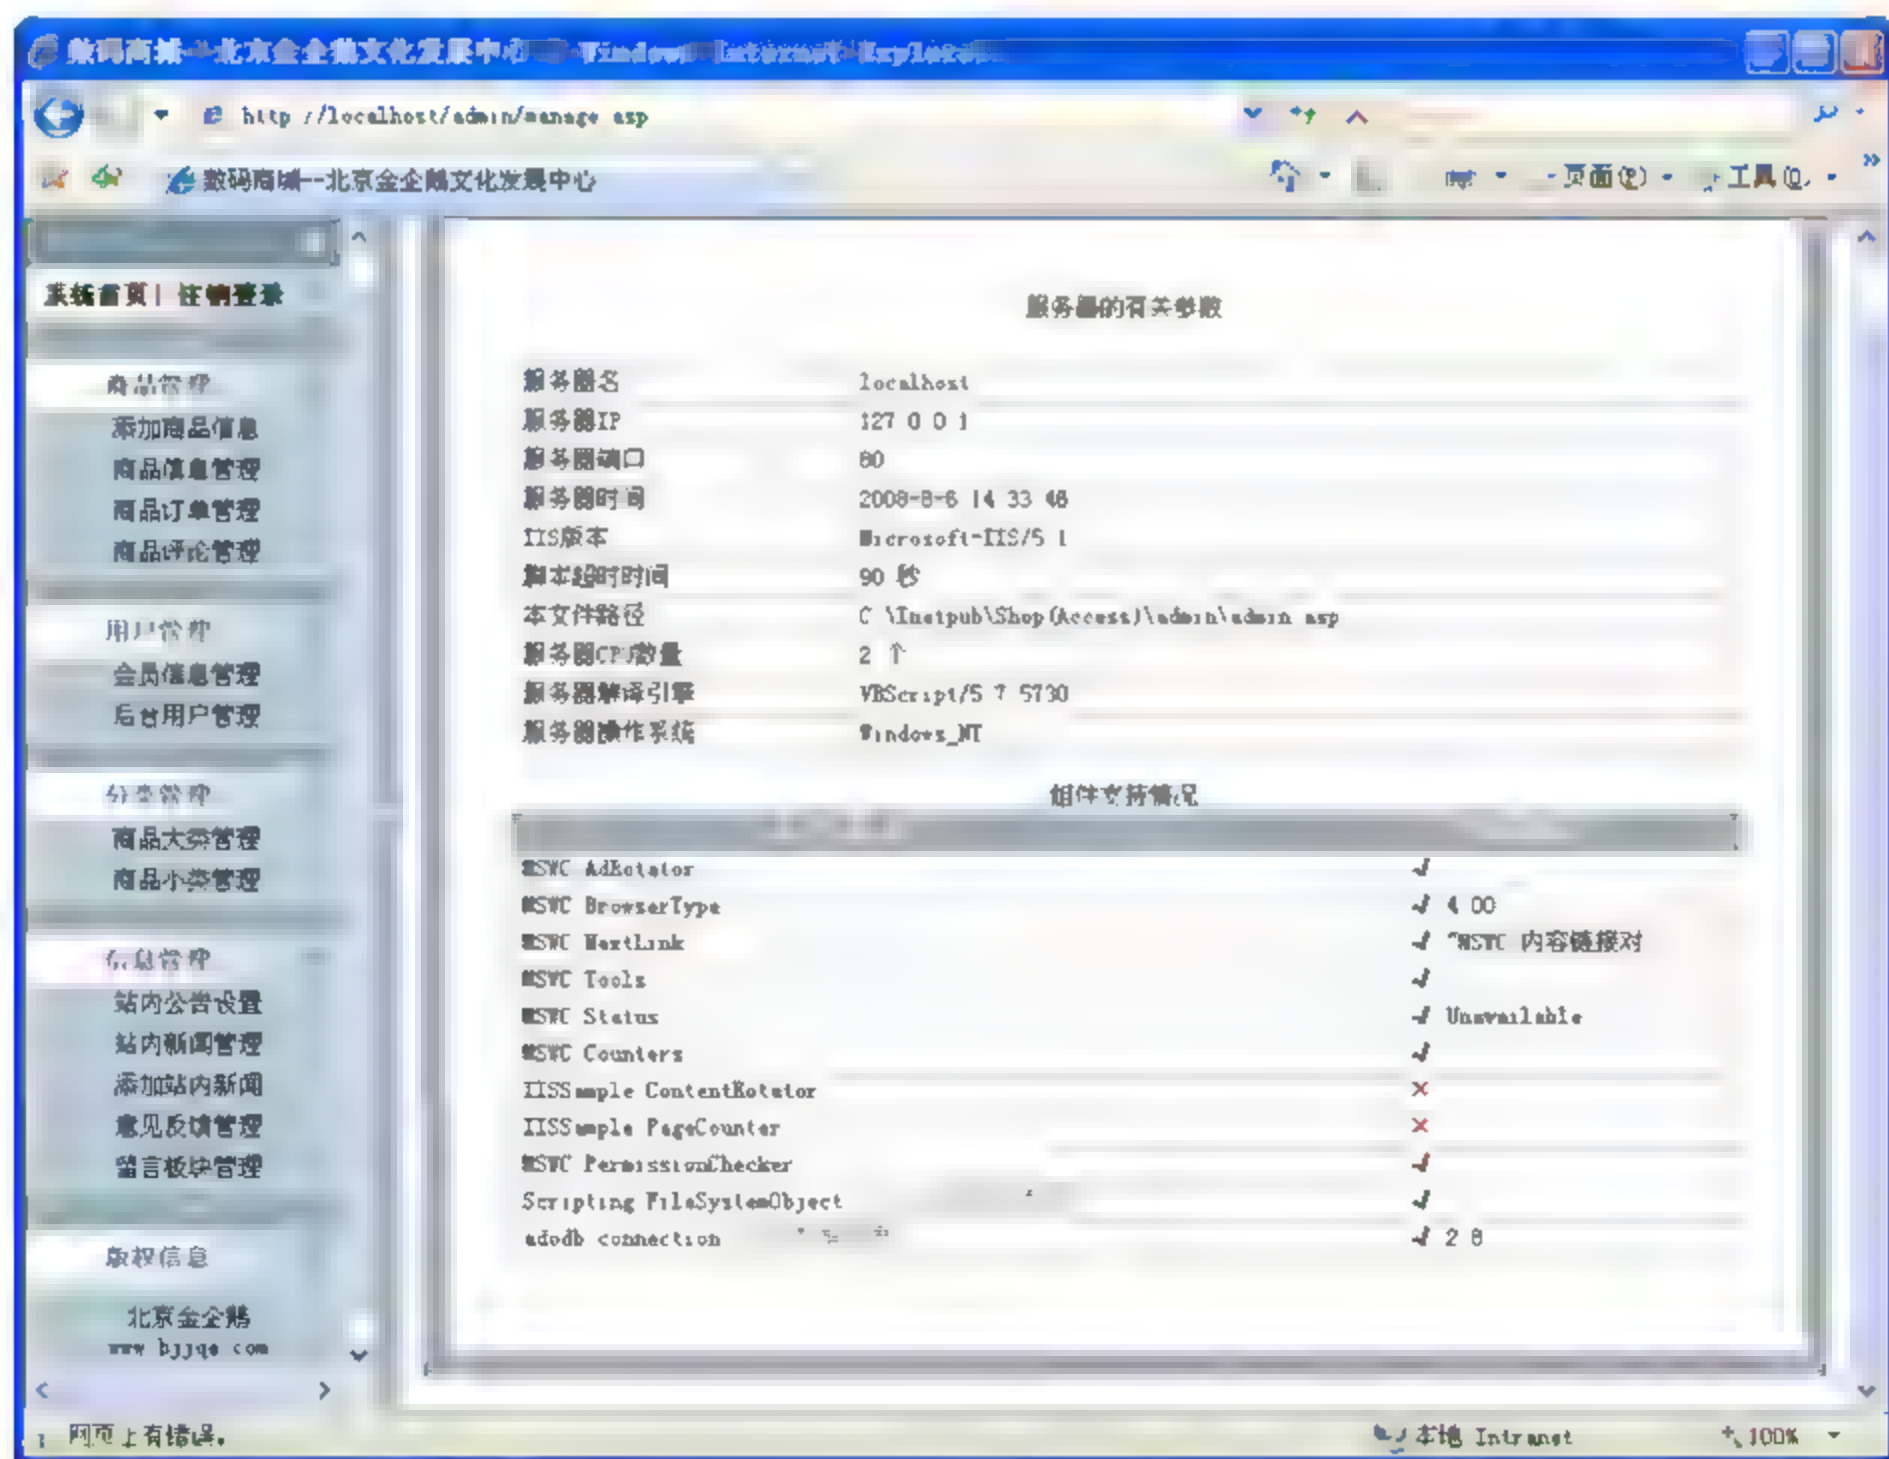 数码商城--北京金企鹅文化发展中心 - Windows Internet Explorer
http://localhost/admin/manage.asp
数码商城--北京金企鹅文化发展中心
页面(P)
工具(O)
系统首页| 注销登录
商品管理
添加商品信息
商品信息管理
商品订单管理
商品评论管理
用户管理
会员信息管理
后台用户管理
分类管理
商品大类管理
商品小类管理
信息管理
站内公告设置
站内新闻管理
添加站内新闻
意见反馈管理
留言板块管理
版权信息
北京金企鹅
www.bjjqe.com
服务器的有关参数
服务器名 localhost
服务器IP 127.0.0.1
服务器端口 80
服务器时间 2008-8-6 14:33:46
IIS版本 Microsoft-IIS/5.1
脚本超时时间 90 秒
本文件路径 C:\Inetpub\Shop(Access)\admin\admin.asp
服务器CPU数量 2 个
服务器解译引擎 VBScript/5.7.5730
服务器操作系统 Windows_NT
组件支持情况
MSWC.AdRotator √
MSWC.BrowserType √ 4.00
MSWC.NextLink √ "MSWC 内容链接对
MSWC.Tools √
MSWC.Status √ Unavailable
MSWC.Counters √
IISSample.ContentRotator ×
IISSample.PageCounter ×
MSWC.PermissionChecker √
Scripting.FileSystemObject √
adodb.connection √ 2.8
网页上有错误。
本地 Intranet
100%